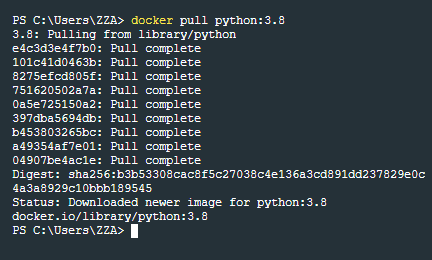 PS C:\Users\ZZA> docker pull python:3.8
3.8: Pulling from library/python
e4c3d3e4f7b0: Pull complete
101c41d0463b: Pull complete
8275efcd805f: Pull complete
751620502a7a: Pull complete
0a5e725150a2: Pull complete
397dba5694db: Pull complete
b453803265bc: Pull complete
a49354af7e01: Pull complete
04907be4ac1e: Pull complete
Digest: sha256:b3b53308cac8f5c27038c4e136a3cd891dd237829e0c
4a3a8929c10bbb189545
Status: Downloaded newer image for python:3.8
docker.io/library/python:3.8
PS C:\Users\ZZA>